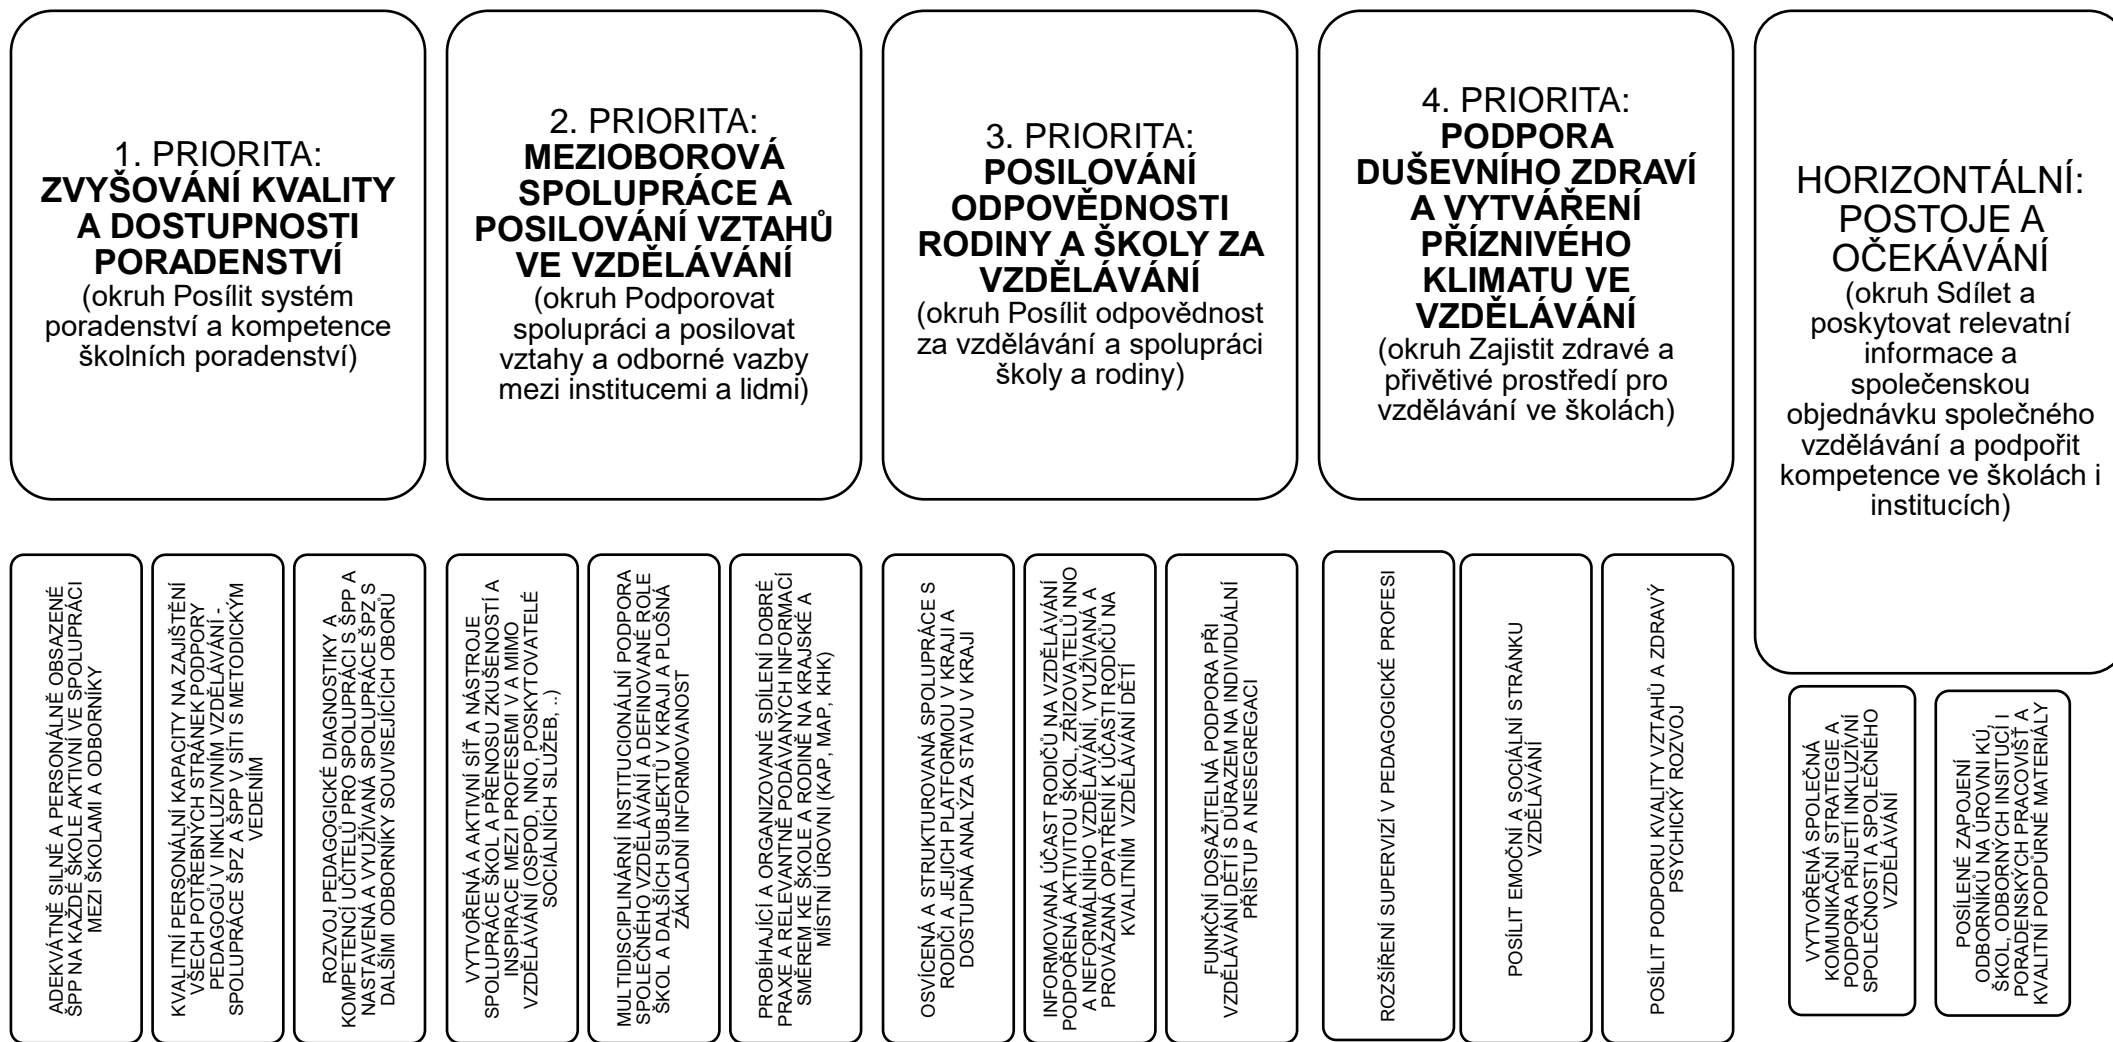 1. PRIORITA:
ZVYŠOVÁNÍ KVALITY
A DOSTUPNOSTI
PORADENSTVÍ
(okruh Posílit systém
poradenství a kompetence
školních poradenství)
2. PRIORITA:
MEZIOBOROVÁ
SPOLUPRÁCE A
POSILOVÁNÍ VZTAHŮ
VE VZDĚLÁVÁNÍ
(okruh Podporovat
spolupráci a posilovat
vztahy a odborné vazby
mezi institucemi a lidmi)
3. PRIORITA:
POSILOVÁNÍ
ODPOVĚDNOSTI
RODINY A ŠKOLY ZA
VZDĚLÁVÁNÍ
(okruh Posílit odpovědnost
za vzdělávání a spolupráci
školy a rodiny)
4. PRIORITA:
PODPORA
DUŠEVNÍHO ZDRAVÍ
A VYTVÁŘENÍ
PŘÍZNIVÉHO
KLIMATU VE
VZDĚLÁVÁNÍ
(okruh Zajistit zdravé a
přivětivé prostředí pro
vzdělávání ve školách)
HORIZONTÁLNÍ:
POSTOJE A
OČEKÁVÁNÍ
(okruh Sdílet a
poskytovat relevatní
informace a
společenskou
objednávku společného
vzdělávání a podpořit
kompetence ve školách i
institucích)
ADEKVÁTNĚ SILNÉ A PERSONÁLNĚ OBSAZENÉ
ŠPP NA KAŽDÉ ŠKOLE AKTIVNÍ VE SPOLUPRÁCI
MEZI ŠKOLAMI A ODBORNÍKY
KVALITNÍ PERSONÁLNÍ KAPACITY NA ZAJIŠTĚNÍ
VŠECH POTŘEBNÝCH STRÁNEK PODPORY
PEDAGOGŮ V INKLUZIVNÍM VZDĚLÁVÁNÍ -
SPOLUPRÁCE ŠPZ A ŠPP V SÍTI S METODICKÝM
VEDENÍM
ROZVOJ PEDAGOGICKÉ DIAGNOSTIKY A
KOMPETENCÍ UČITELŮ PRO SPOLUPRÁCI S ŠPP A
NASTAVENÁ A VYUŽÍVANÁ SPOLUPRÁCE ŠPZ S
DALŠÍMI ODBORNÍKY SOUVISEJÍCÍCH OBORŮ
VYTVOŘENÁ A AKTIVNÍ SÍŤ A NÁSTROJE
SPOLUPRÁCE ŠKOL A PŘENOSU ZKUŠENOSTÍ A
INSPIRACE MEZI PROFESEMI V A MIMO
VZDĚLÁVÁNÍ (OSPOD, NNO, POSKYTOVATELÉ
SOCIÁLNÍCH SLUŽEB, ..)
MULTIDISCIPLINÁRNÍ INSTITUCIONÁLNÍ PODPORA
SPOLEČNÉHO VZDĚLÁVÁNÍ A DEFINOVANÉ ROLE
ŠKOL A DALŠÍCH SUBJEKTŮ V KRAJI A PLOŠNÁ
ZÁKLADNÍ INFORMOVANOST
PROBÍHAJÍCÍ A ORGANIZOVANÉ SDÍLENÍ DOBRÉ
PRAXE A RELEVANTNĚ PODÁVANÝCH INFORMACÍ
SMĚREM KE ŠKOLE A RODINĚ NA KRAJSKÉ A
MÍSTNÍ ÚROVNI (KAP, MAP, KHK)
OSVÍCENÁ A STRUKTUROVANÁ SPOLUPRÁCE S
RODIČI A JEJICH PLATFORMOU V KRAJI A
DOSTUPNÁ ANALÝZA STAVU V KRAJI
INFORMOVANÁ ÚČAST RODIČŮ NA VZDĚLÁVÁNÍ
PODPOŘENÁ AKTIVITOU ŠKOL, ZŘIZOVATELŮ NNO
A NEFORMÁLNÍHO VZDĚLÁVÁNÍ, VYUŽÍVANÁ A
PROVÁZANÁ OPATŘENÍ K ÚČASTI RODIČŮ NA
KVALITNÍM VZDĚLÁVÁNÍ DĚTÍ
FUNKČNÍ DOSAŽITELNÁ PODPORA PŘI
VZDĚLÁVÁNÍ DĚTÍ S DŮRAZEM NA INDIVIDUÁLNÍ
PŘÍSTUP A NESEGREGACI
ROZŠÍŘENÍ SUPERVIZÍ V PEDAGOGICKÉ PROFESI
POSÍLIT EMOČNÍ A SOCIÁLNÍ STRÁNKU
VZDĚLÁVÁNÍ
POSÍLIT PODPORU KVALITY VZTAHŮ A ZDRAVÝ
PSYCHICKÝ ROZVOJ
VYTVOŘENÁ SPOLEČNÁ
KOMUNIKAČNÍ STRATEGIE A
PODPORA PŘIJETÍ INKLUZÍVNÍ
SPOLEČNOSTI A SPOLEČNÉHO
VZDĚLÁVÁNÍ
POSÍLENÉ ZAPOJENÍ
ODBORNÍKŮ NA ÚROVNI KÚ,
ŠKOL, ODBORNÝCH INSITUCÍ I
PORADENSKÝCH PRACOVIŠŤ A
KVALITNÍ PODPŮRNÉ MATERIÁLY